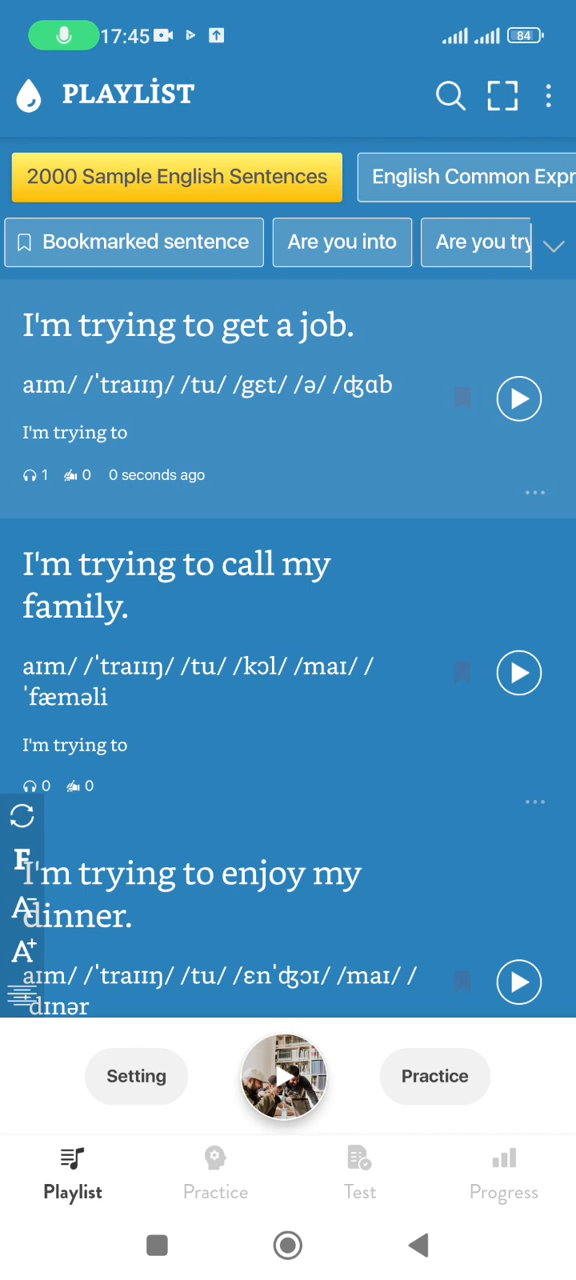 17:45
84
PLAYLİST
2000 Sample English Sentences
English Common Expr
Bookmarked sentence
Are you into
Are you try
I'm trying to get a job.
aɪm/ /ˈtraɪɪŋ/ /tu/ /gɛt/ /ə/ /ʤɑb
I'm trying to
1 0 0 seconds ago
I'm trying to call my
family.
aɪm/ /ˈtraɪɪŋ/ /tu/ /kɔl/ /maɪ/ /
ˈfæməli
I'm trying to
0 0
F
I'm trying to enjoy my
A-
dinner.
A+
aɪm/ /ˈtraɪɪŋ/ /tu/ /ɛnˈʤɔɪ/ /maɪ/ /
ˈdɪnər
Setting
Practice
Playlist
Practice
Test
Progress